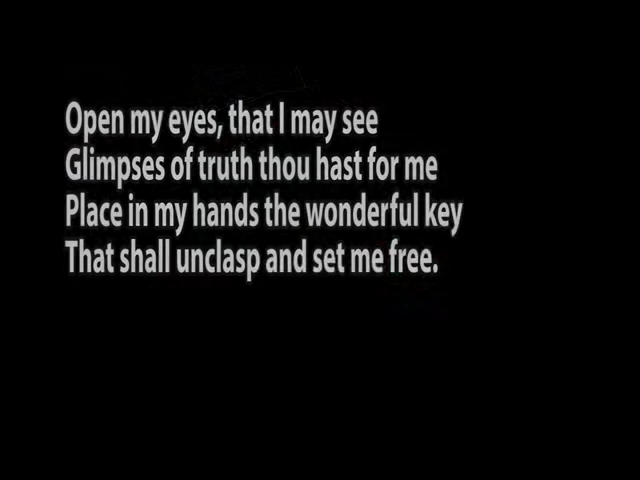 Open my eyes, that I may see
Glimpses of truth thou hast for me
Place in my hands the wonderful key
That shall unclasp and set me free.